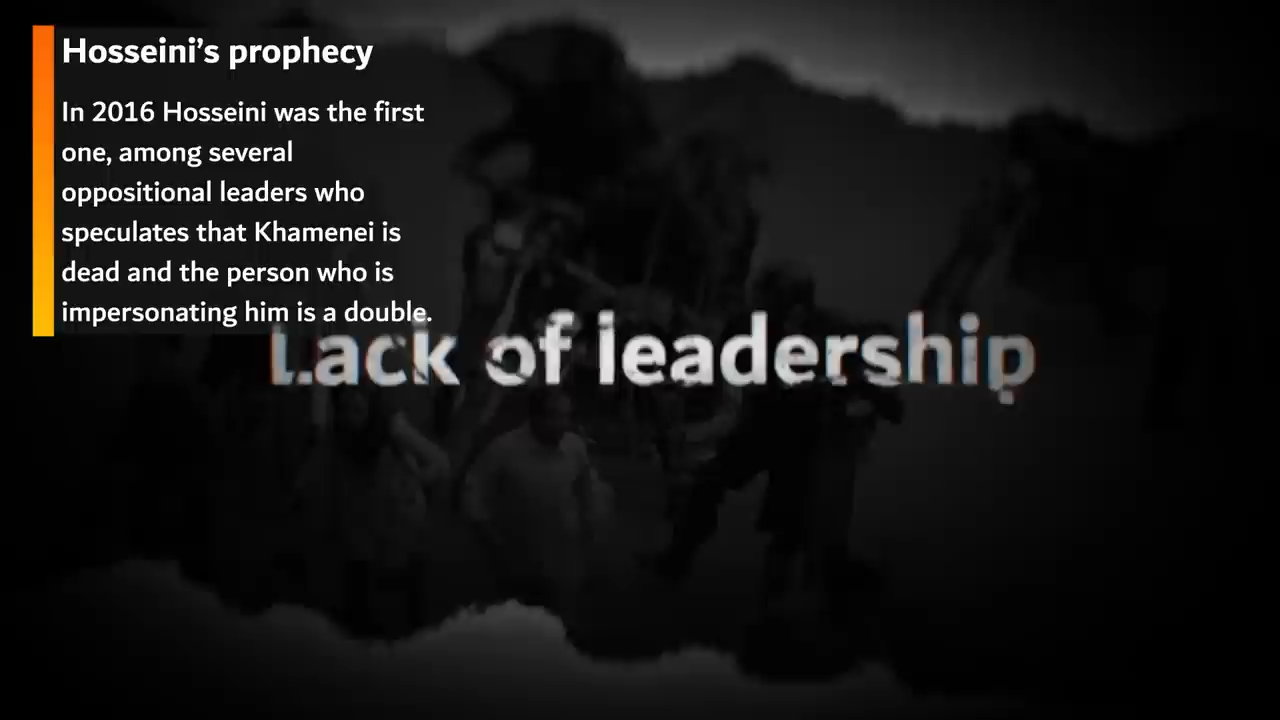 Hosseini’s prophecy
In 2016 Hosseini was the first
one, among several
oppositional leaders who
speculates that Khamenei is
dead and the person who is
impersonating him is a double.
Lack of leadership